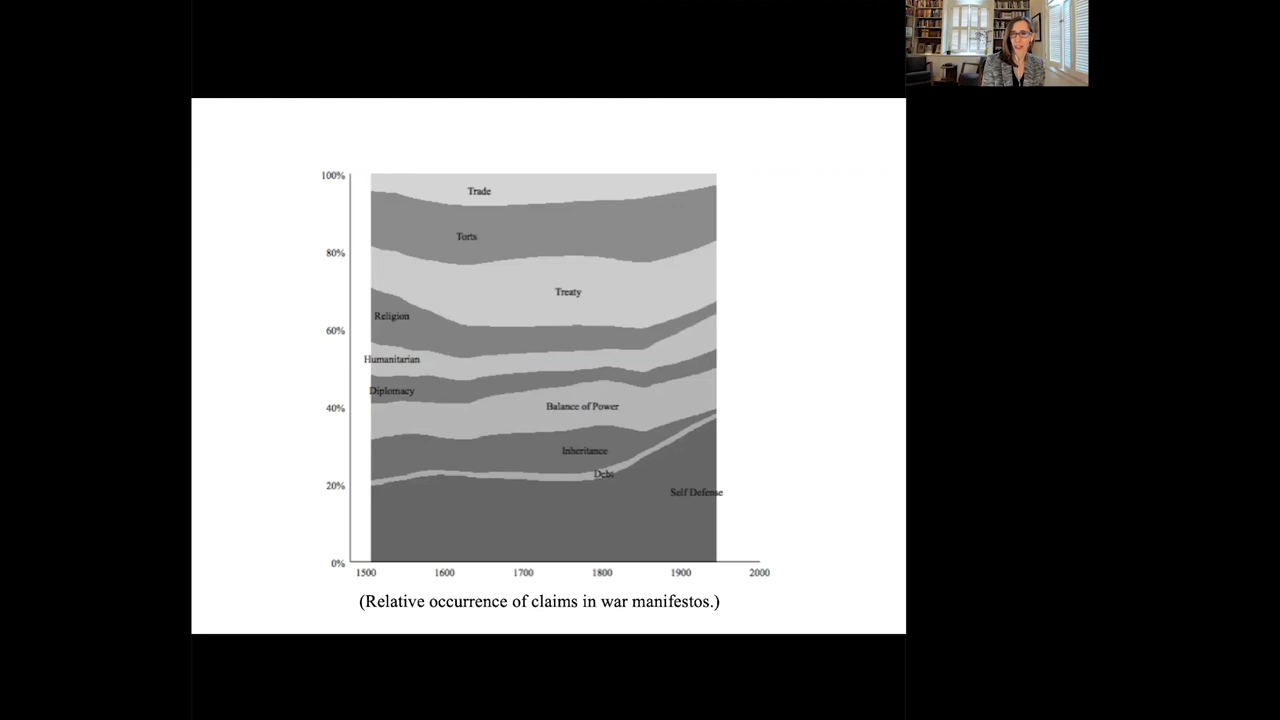 100%
Trade
Torts
80%
Treaty
Religion
60%
Humanitarian
Diplomacy
40%
Balance of Power
Inheritance
Debt
20%
Self Defense
0%
1500 1600 1700 1800 1900 2000
(Relative occurrence of claims in war manifestos.)